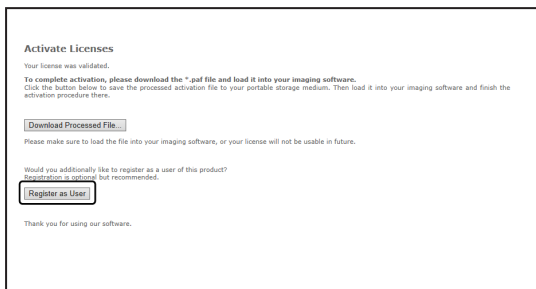 Activate Licenses
Your license was validated.
To complete activation, please download the *.paf file and load it into your imaging software.
Click the button below to save the processed activation file to your portable storage medium. Then load it into your imaging software and finish the
activation procedure there.
Download Processed File...
Please make sure to load the file into your imaging software, or your license will not be usable in future.
Would you additionally like to register as a user of this product?
Registration is optional but recommended.
Register as User
Thank you for using our software.